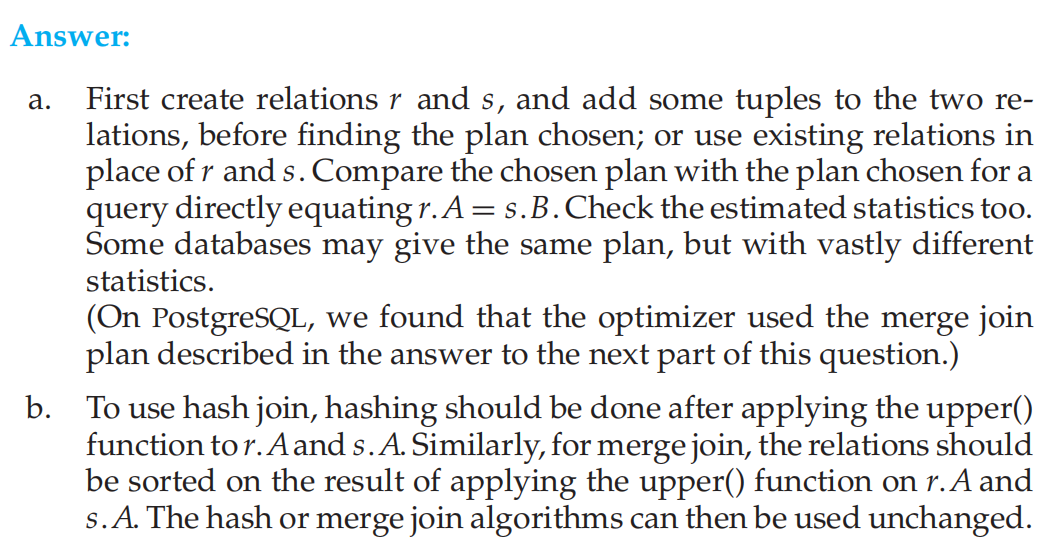 Answer:
a. First create relations r and s, and add some tuples to the two re-
lations, before finding the plan chosen; or use existing relations in
place of r and s. Compare the chosen plan with the plan chosen for a
query directly equating r.A = s.B. Check the estimated statistics too.
Some databases may give the same plan, but with vastly different
statistics.
(On PostgreSQL, we found that the optimizer used the merge join
plan described in the answer to the next part of this question.)
b. To use hash join, hashing should be done after applying the upper()
function to r.A and s.A. Similarly, for merge join, the relations should
be sorted on the result of applying the upper() function on r.A and
s.A. The hash or merge join algorithms can then be used unchanged.